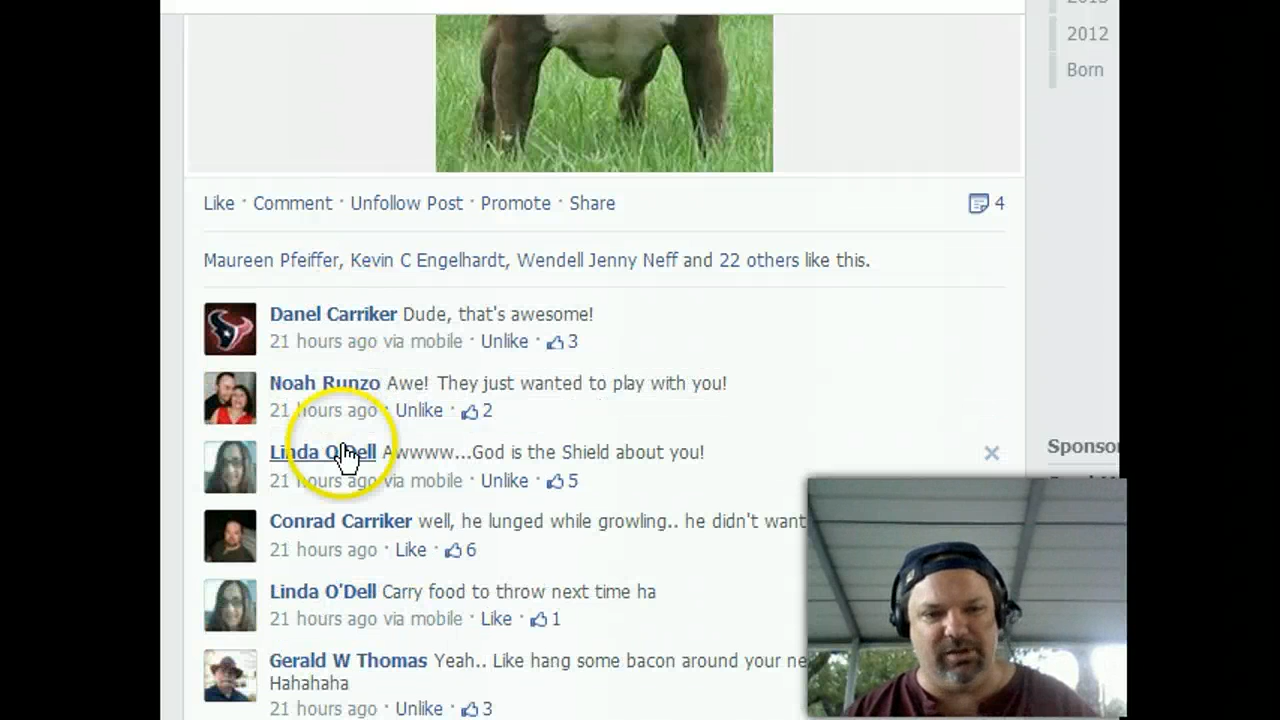 2012
Born
Like · Comment · Unfollow Post · Promote · Share
4
Maureen Pfeiffer, Kevin C Engelhardt, Wendell Jenny Neff and 22 others like this.
Danel Carriker Dude, that's awesome!
21 hours ago via mobile · Unlike · 3
Noah Runzo Awe! They just wanted to play with you!
21 hours ago · Unlike · 2
Linda O'Dell Awwww...God is the Shield about you!
21 hours ago via mobile · Unlike · 5
Sponso
Conrad Carriker well, he lunged while growling.. he didn't want
21 hours ago · Like · 6
Linda O'Dell Carry food to throw next time ha
21 hours ago via mobile · Like · 1
Gerald W Thomas Yeah.. Like hang some bacon around your ne
Hahahaha
21 hours ago · Unlike · 3